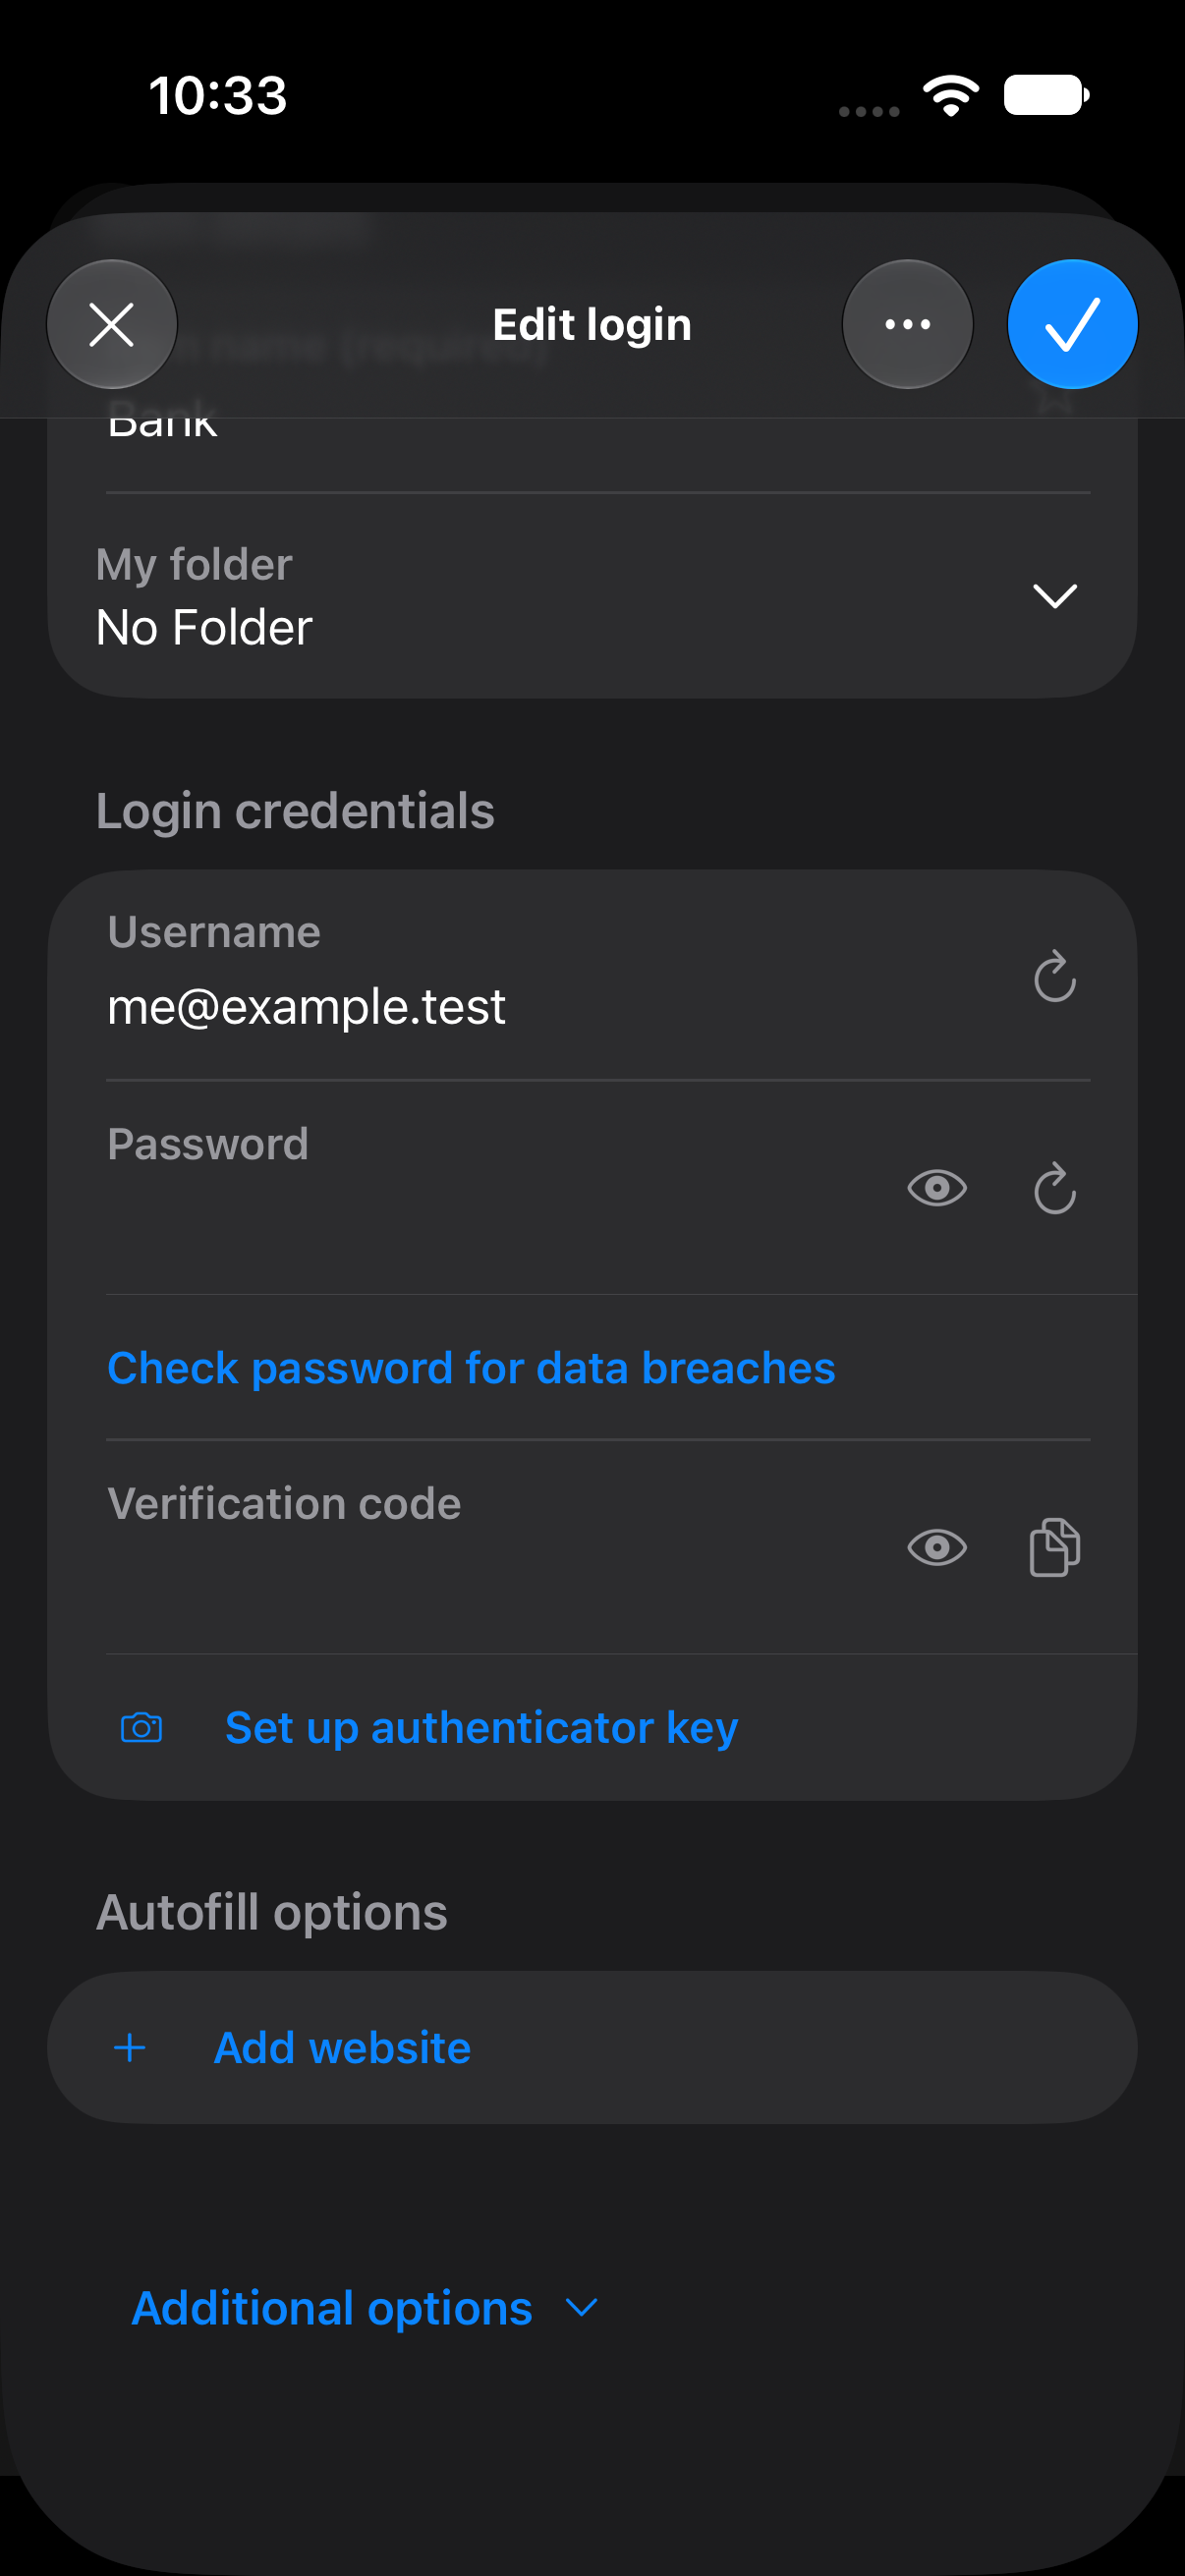 10:33
Edit login
Bank
My folder
No Folder
Login credentials
Username
me@example.test
Password
Check password for data breaches
Verification code
Set up authenticator key
Autofill options
Add website
Additional options